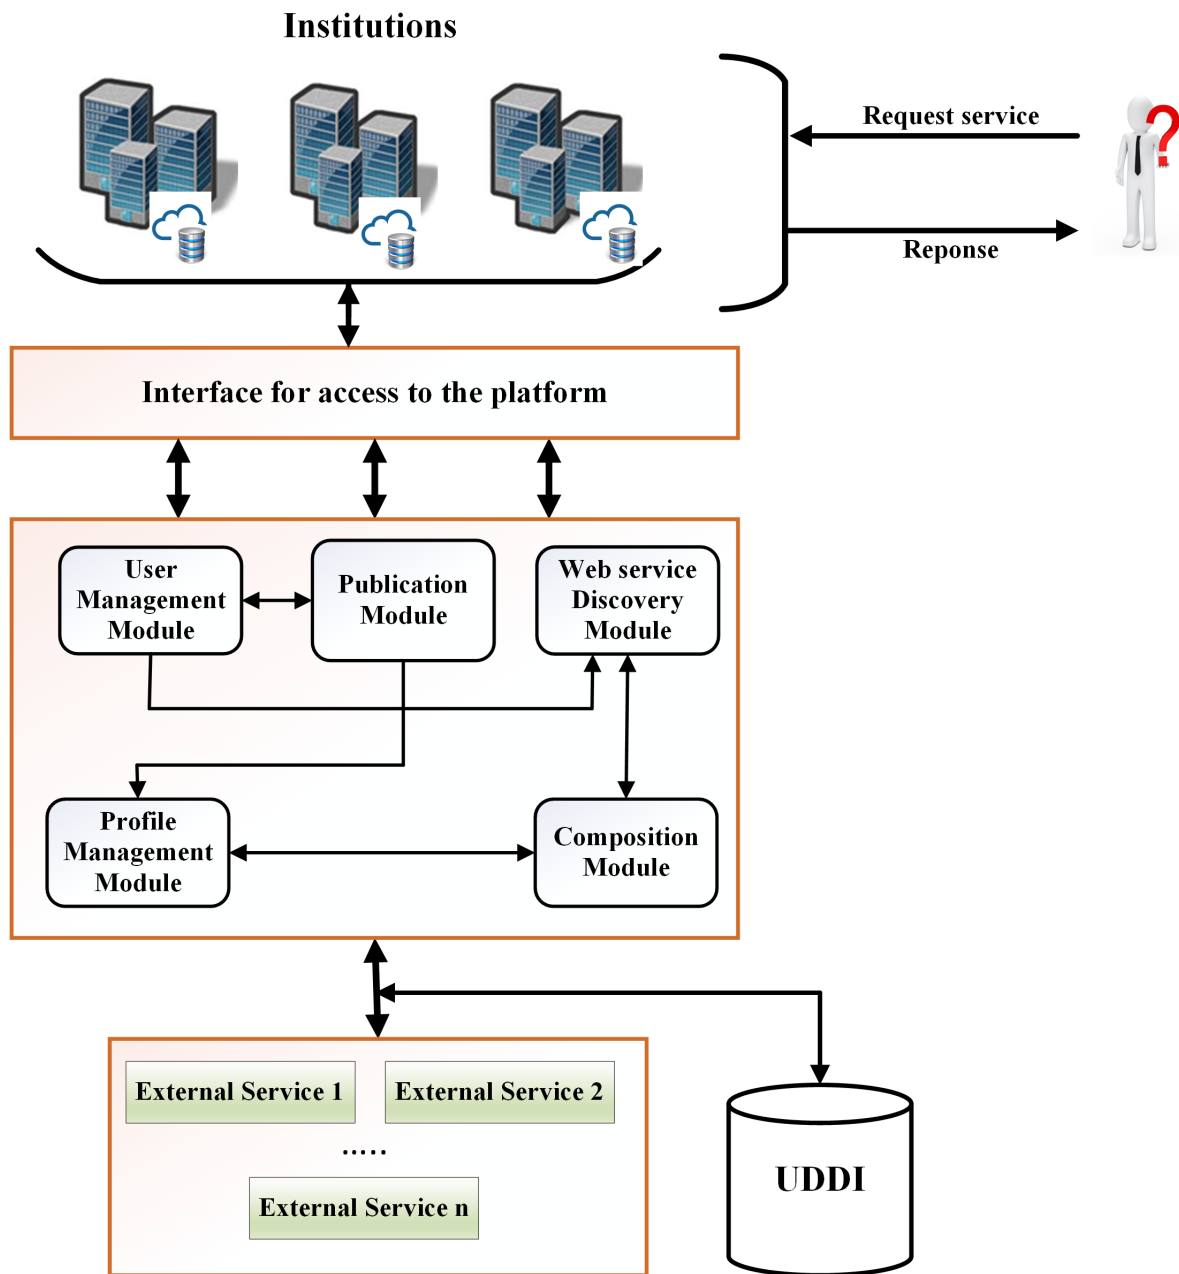 Institutions
Request service
Reponse
Interface for access to the platform
User
Management
Module
Publication
Module
Web service
Discovery
Module
Profile
Management
Module
Composition
Module
External Service 1
External Service 2
.....
External Service n
UDDI